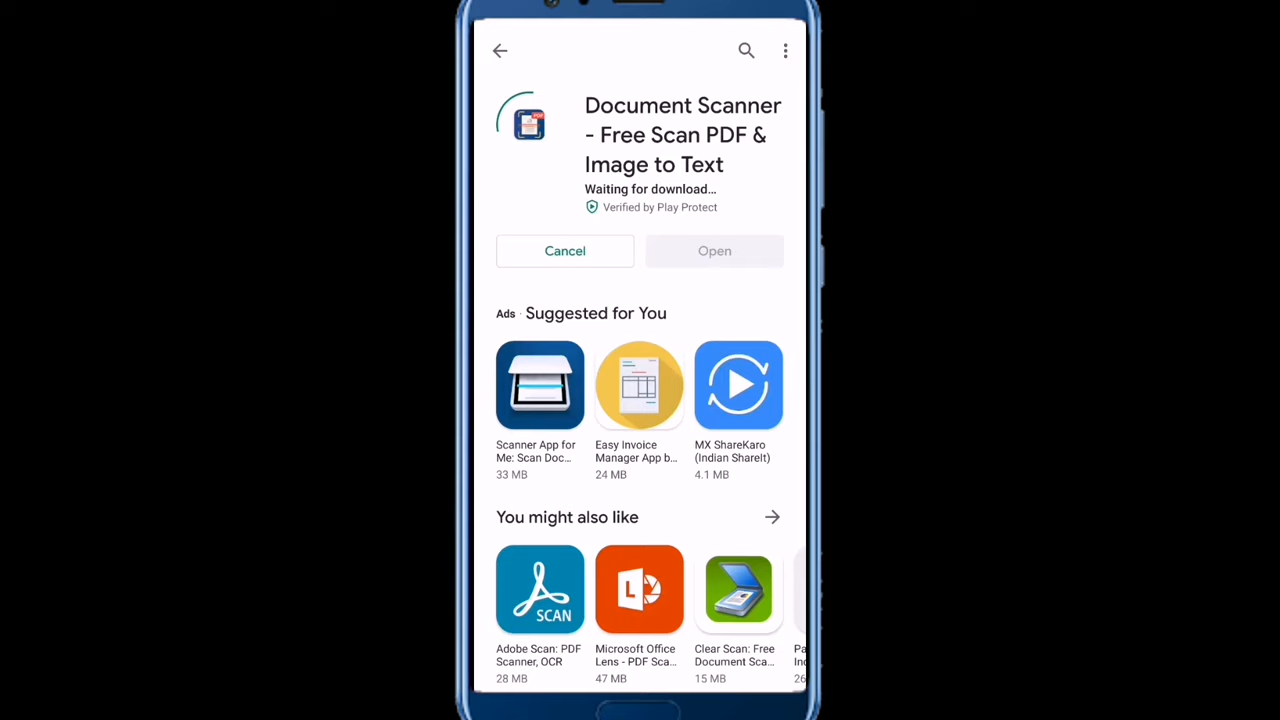 Document Scanner
- Free Scan PDF &
Image to Text
Waiting for download...
Verified by Play Protect
Cancel
Open
Ads · Suggested for You
Scanner App for
Me: Scan Doc...
33 MB
Easy Invoice
Manager App b...
24 MB
MX ShareKaro
(Indian ShareIt)
4.1 MB
You might also like
SCAN
L
Adobe Scan: PDF
Scanner, OCR
28 MB
Microsoft Office
Lens - PDF Sca...
47 MB
Clear Scan: Free
Document Sca...
15 MB
Pa
Inc
26